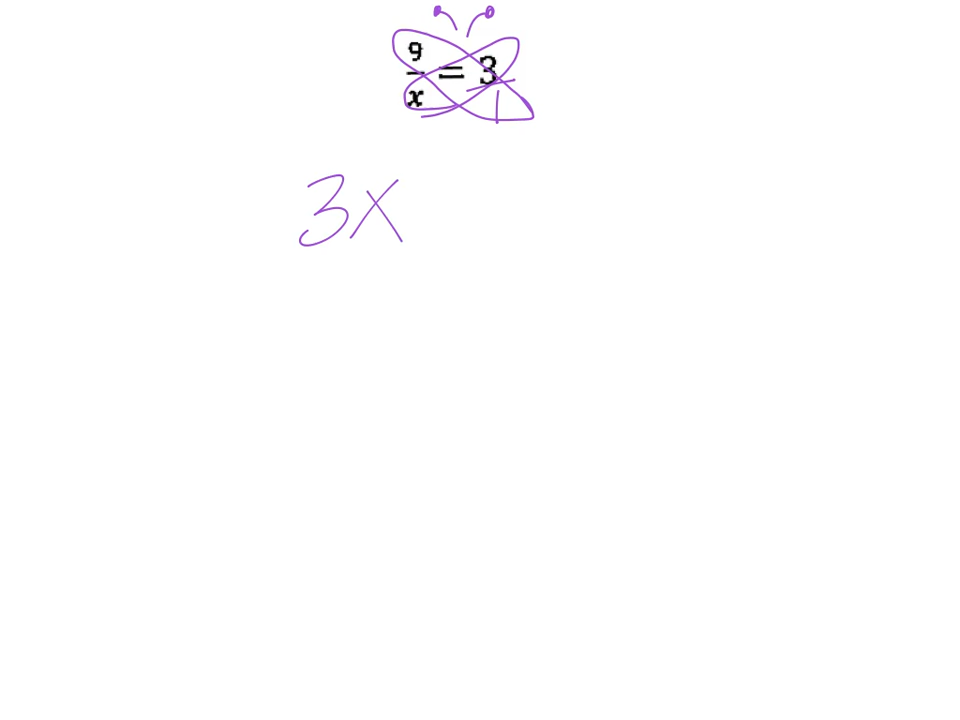 9/x = 3/1
3x